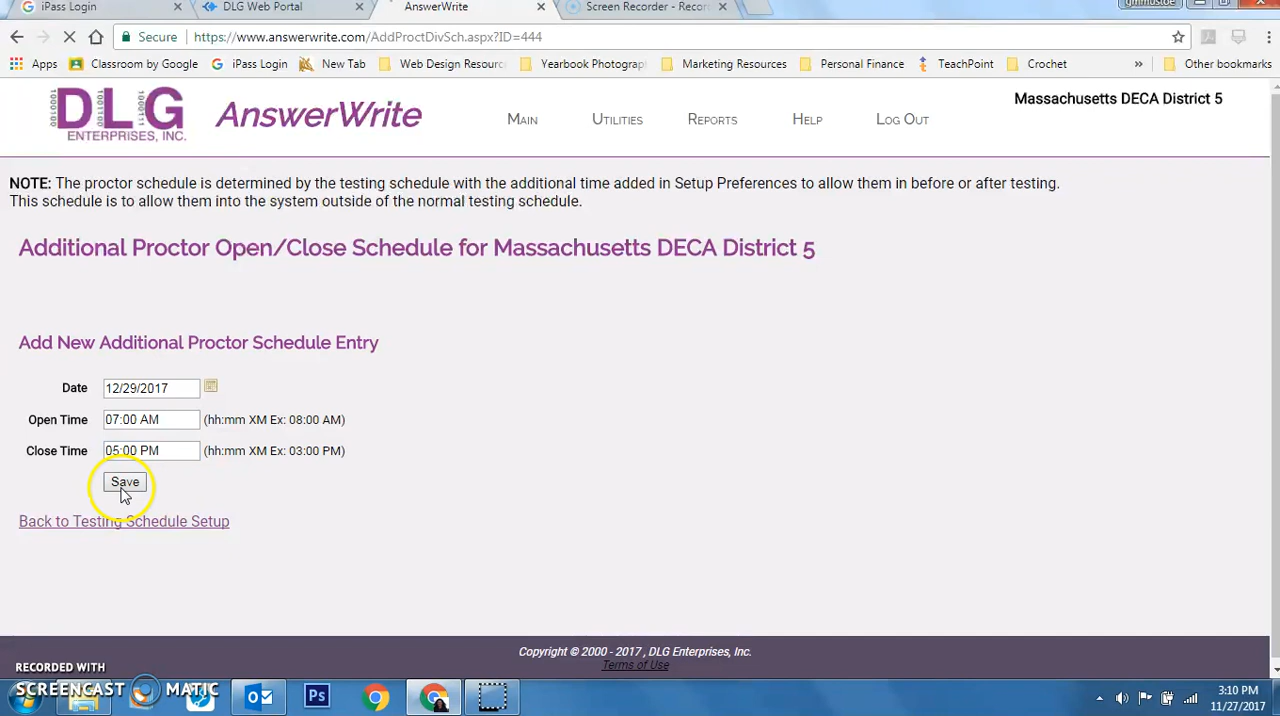 iPass Login
DLG Web Portal
AnswerWrite
Screen Recorder - Recor
Secure https://www.answerwrite.com/AddProctDivSch.aspx?ID=444
Apps Classroom by Google iPass Login New Tab Web Design Resourc Yearbook Photograp Marketing Resources Personal Finance TeachPoint Crochet » Other bookmarks
DLG
ENTERPRISES, INC.
AnswerWrite
MAIN UTILITIES REPORTS HELP LOG OUT
Massachusetts DECA District 5
NOTE: The proctor schedule is determined by the testing schedule with the additional time added in Setup Preferences to allow them in before or after testing.
This schedule is to allow them into the system outside of the normal testing schedule.
Additional Proctor Open/Close Schedule for Massachusetts DECA District 5
Add New Additional Proctor Schedule Entry
Date 12/29/2017
Open Time 07:00 AM (hh:mm XM Ex: 08:00 AM)
Close Time 05:00 PM (hh:mm XM Ex: 03:00 PM)
Save
Back to Testing Schedule Setup
Copyright © 2000 - 2017 , DLG Enterprises, Inc.
Terms of Use
RECORDED WITH
SCREENCAST MATIC
Ps
3:10 PM
11/27/2017